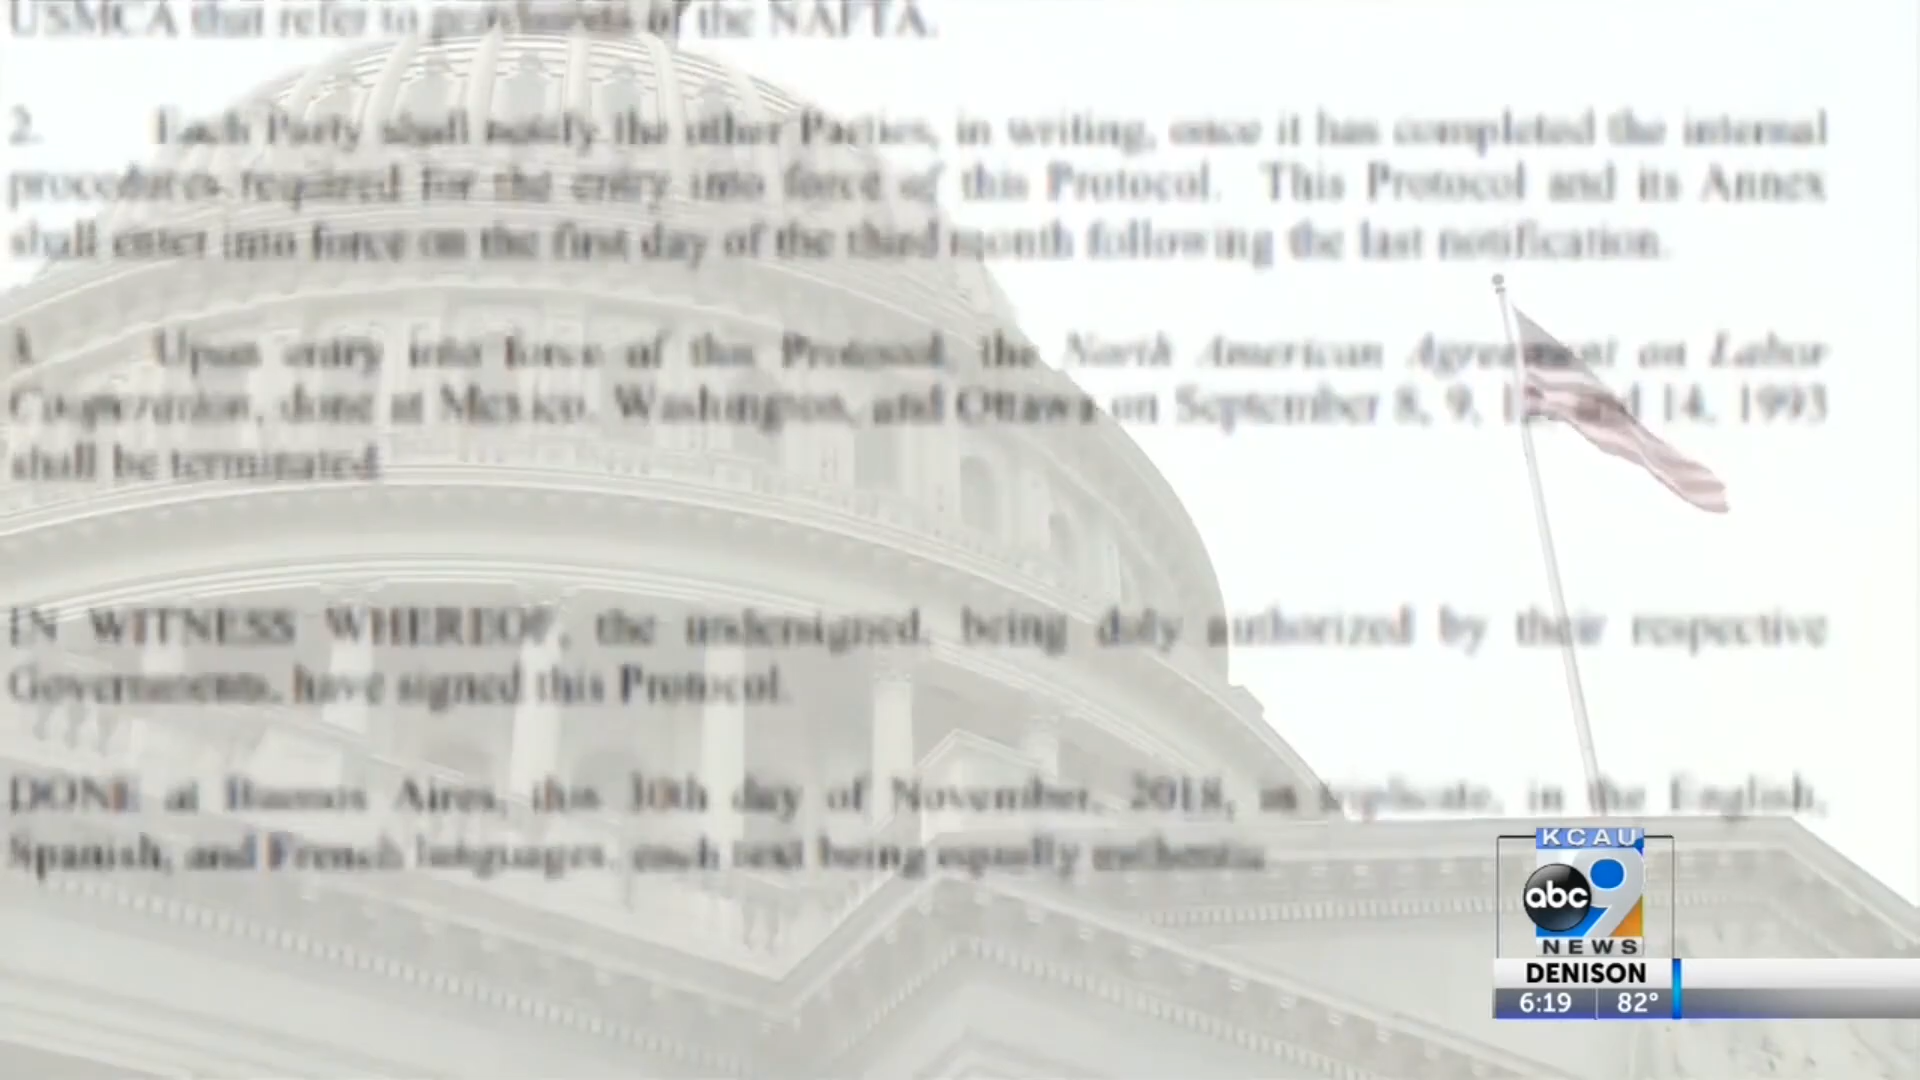 USMCA that refer to provisions of the NAFTA.
2. Each Party shall notify the other Parties, in writing, once it has completed the internal
procedures required for the entry into force of this Protocol. This Protocol and its Annex
shall enter into force on the first day of the third month following the last notification.
3. Upon entry into force of this Protocol, the North American Agreement on Labor
Cooperation, done at Mexico, Washington, and Ottawa on September 8, 9, 12, and 14, 1993
shall be terminated.
IN WITNESS WHEREOF, the undersigned, being duly authorized by their respective
Governments, have signed this Protocol.
DONE at Buenos Aires, this 30th day of November, 2018, in triplicate, in the English,
Spanish, and French languages, each text being equally authentic.
KCAU
abc 9
NEWS
DENISON
6:19 82°